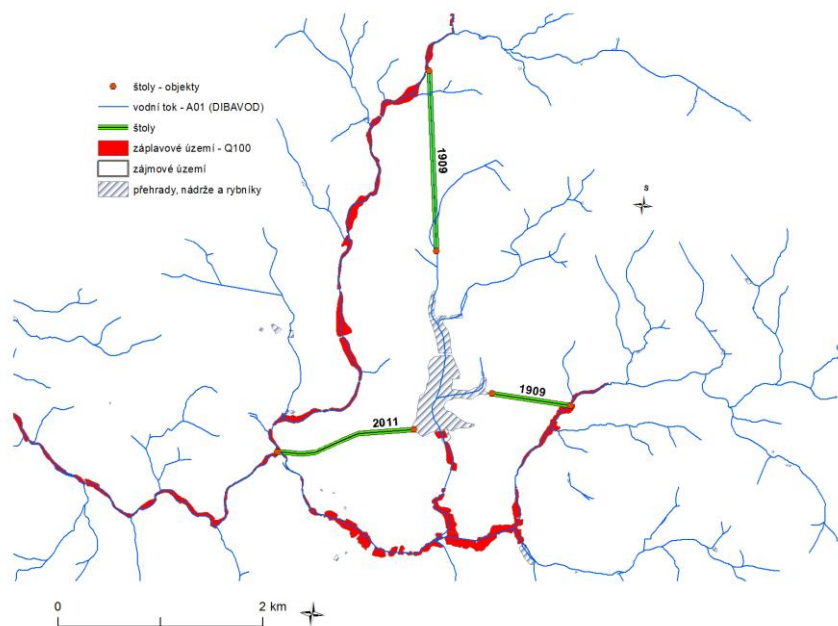 štoly - objekty
vodní tok - A01 (DIBAVOD)
štoly
záplavové území - Q100
zájmové území
přehrady, nádrže a rybníky
1909
S
1909
2011
0 2 km